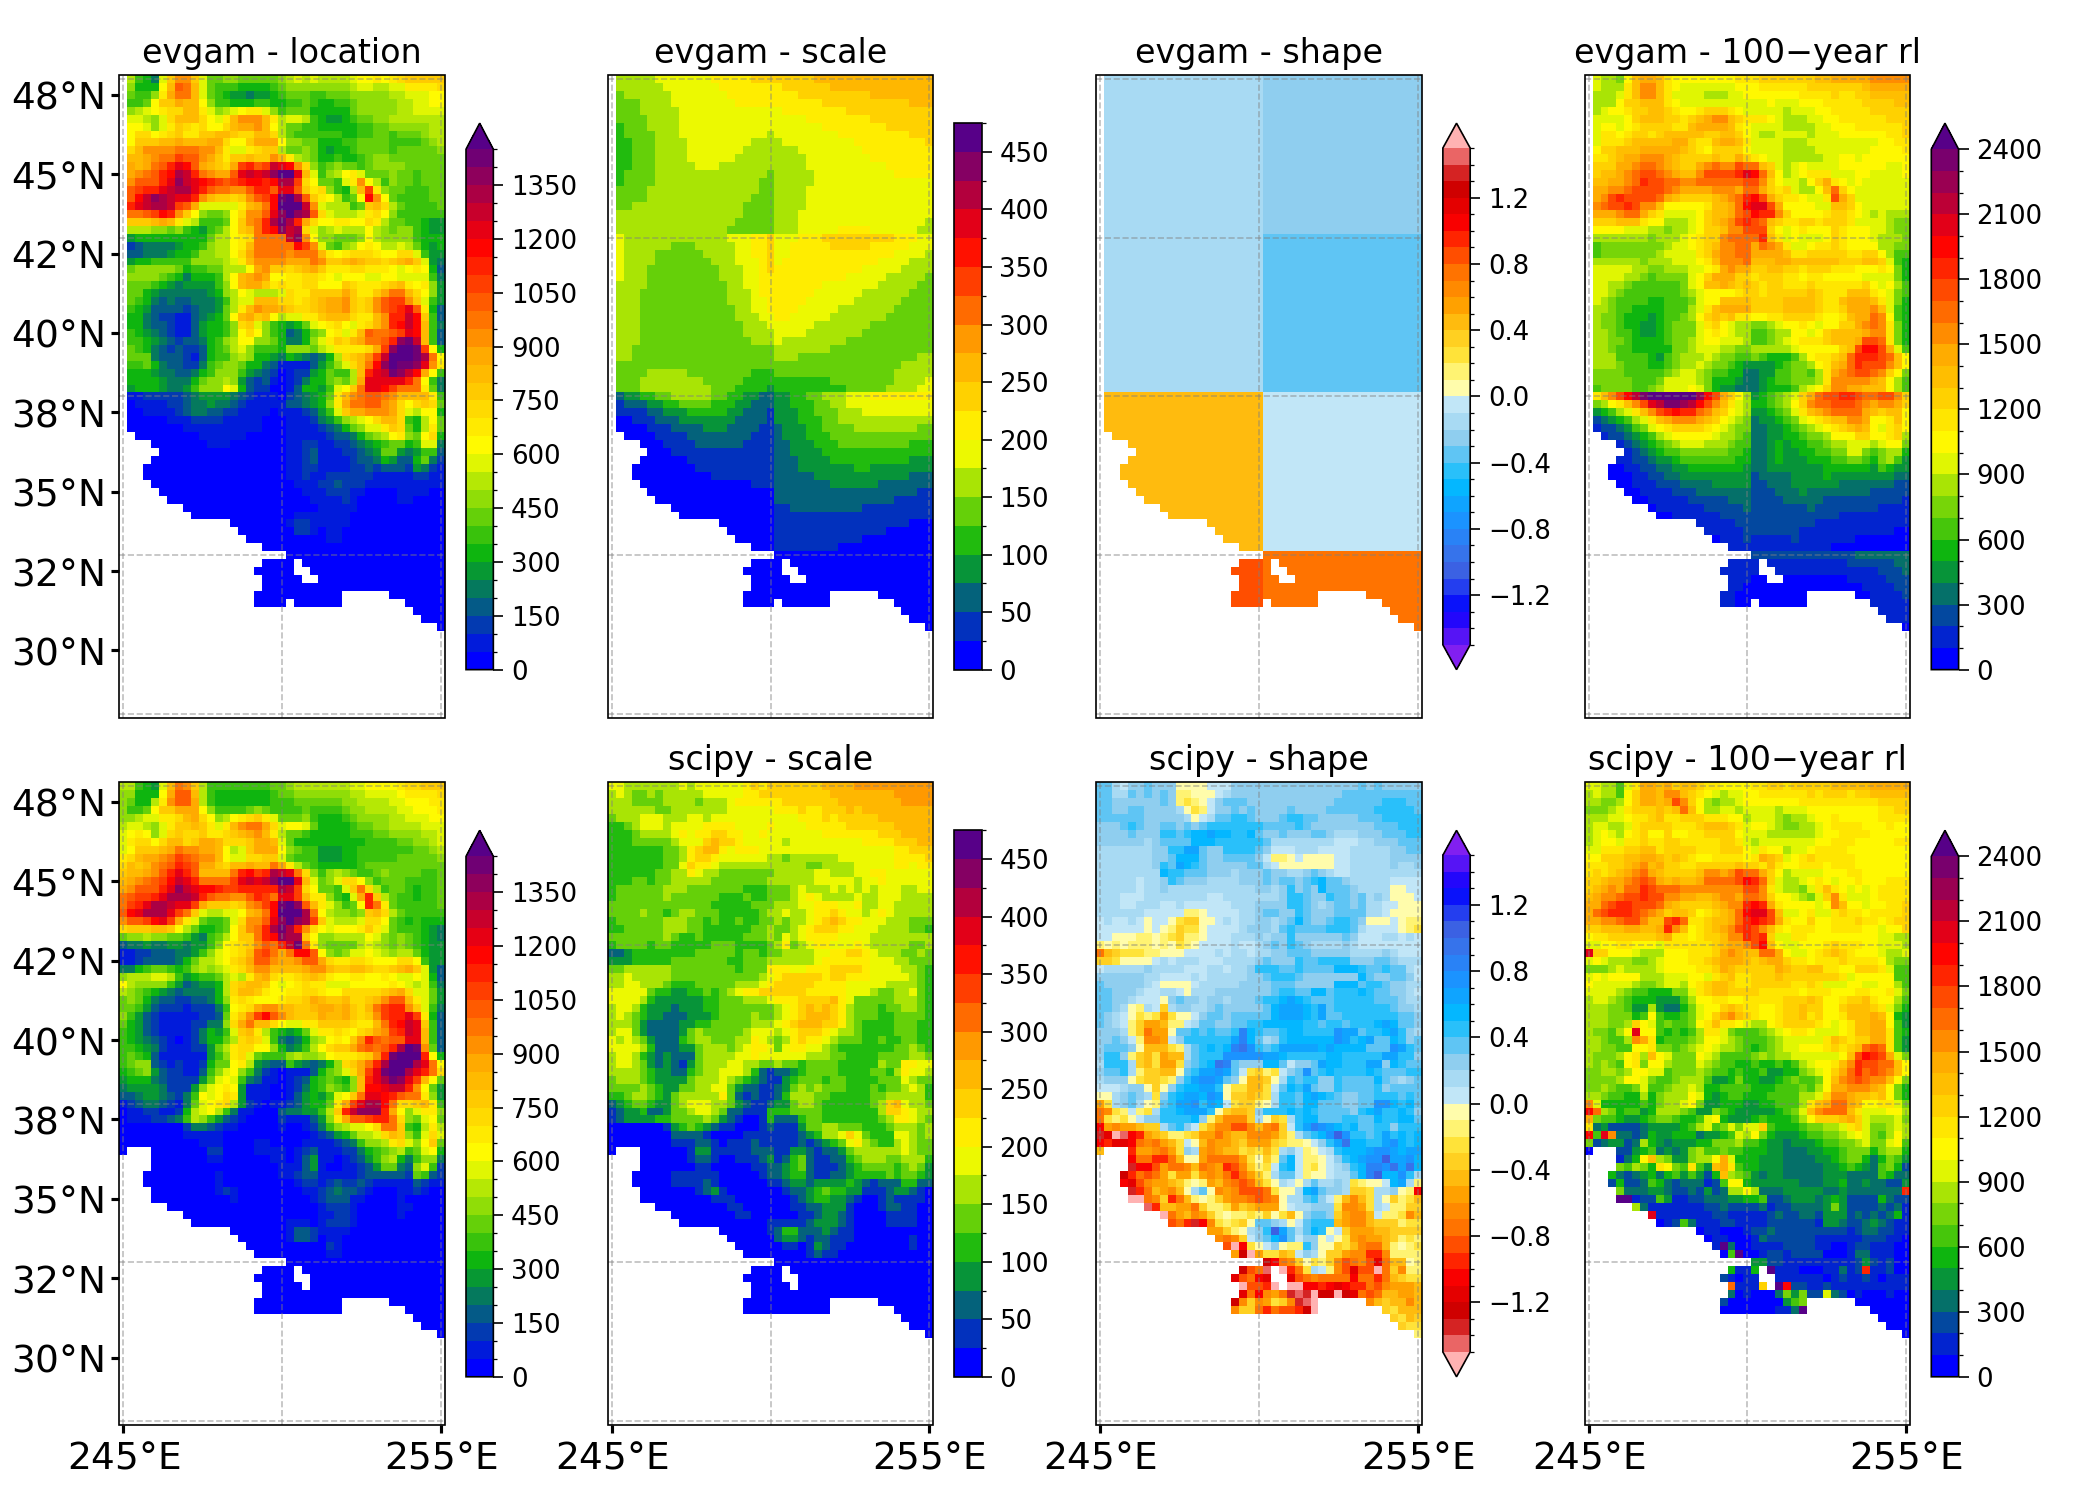 evgam - location
evgam - scale
evgam - shape
evgam - 100−year rl
48°N
45°N
42°N
40°N
38°N
35°N
32°N
30°N
1350
1200
1050
900
750
600
450
300
150
0
450
400
350
300
250
200
150
100
50
0
1.2
0.8
0.4
0.0
−0.4
−0.8
−1.2
2400
2100
1800
1500
1200
900
600
300
0
scipy - scale
scipy - shape
scipy - 100−year rl
48°N
45°N
42°N
40°N
38°N
35°N
32°N
30°N
1350
1200
1050
900
750
600
450
300
150
0
450
400
350
300
250
200
150
100
50
0
1.2
0.8
0.4
0.0
−0.4
−0.8
−1.2
2400
2100
1800
1500
1200
900
600
300
0
245°E
255°E
245°E
255°E
245°E
255°E
245°E
255°E